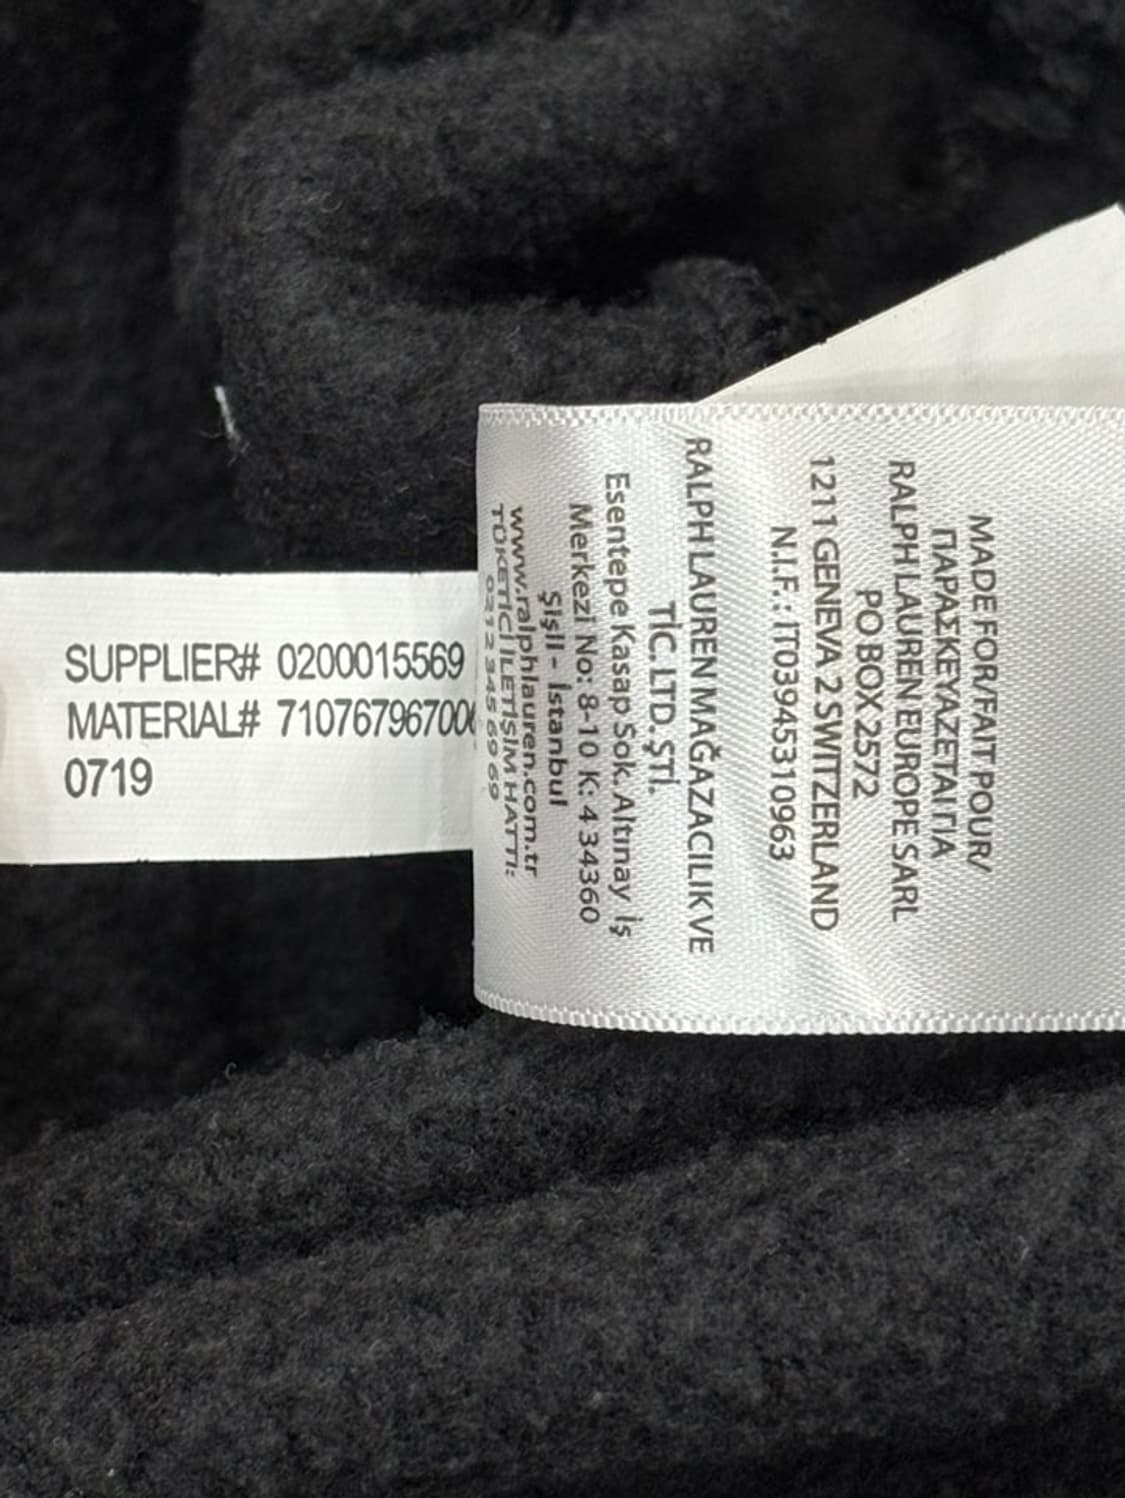 SUPPLIER# 0200015569
MATERIAL# 71076796700
0719
MADE FOR/FAIT POUR/
ΠΑΡΑΣΚΕΥΑΖΕΤΑΙ ΓΙΑ
RALPH LAUREN EUROPE SARL
PO BOX 2572
1211 GENEVA 2 SWITZERLAND
N.I.F. : IT03945310963
RALPH LAUREN MAĞAZACILIK VE
TİC. LTD. ŞTİ.
Esentepe Kasap Sok. Altınay İş
Merkezi No: 8-10 K: 4 34360
Şişli - İstanbul
www.ralphlauren.com.tr
TÜKETİCİ İLETİŞİM HATTI:
0212 345 69 69